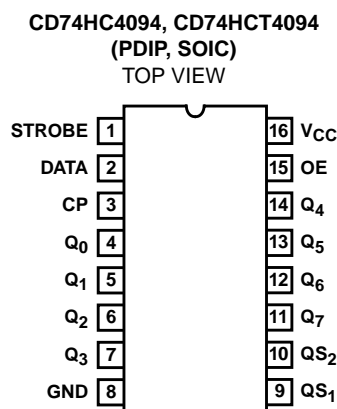 CD74HC4094, CD74HCT4094
(PDIP, SOIC)
TOP VIEW
STROBE 1 16 VCC
DATA 2 15 OE
CP 3 14 Q4
Q0 4 13 Q5
Q1 5 12 Q6
Q2 6 11 Q7
Q3 7 10 QS2
GND 8 9 QS1